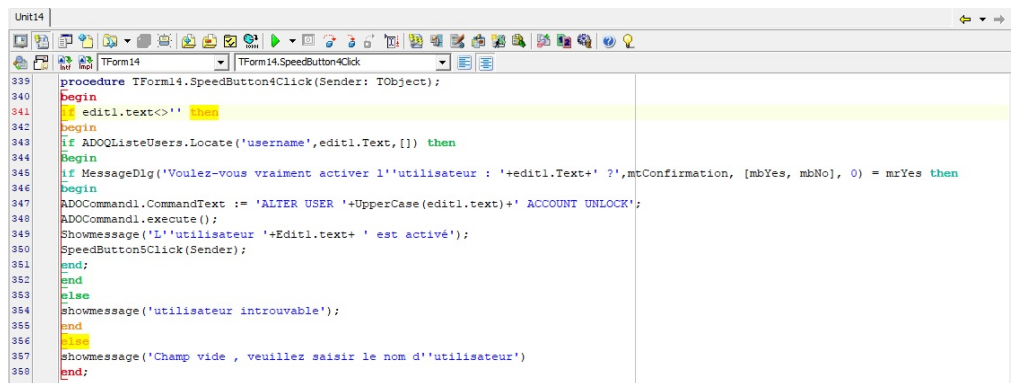 Unit14
TForm14 TForm14.SpeedButton4Click
339 procedure TForm14.SpeedButton4Click(Sender: TObject);
340 begin
341 if edit1.text<>'' then
342 begin
343 if ADOQListeUsers.Locate('username',edit1.Text,[]) then
344 Begin
345 if MessageDlg('Voulez-vous vraiment activer l''utilisateur : '+edit1.Text+' ?',mtConfirmation, [mbYes, mbNo], 0) = mrYes then
346 begin
347 ADOCommand1.CommandText := 'ALTER USER '+UpperCase(edit1.text)+' ACCOUNT UNLOCK';
348 ADOCommand1.execute();
349 Showmessage('L''utilisateur '+Edit1.text+ ' est activé');
350 SpeedButton5Click(Sender);
351 end;
352 end
353 else
354 showmessage('utilisateur introuvable');
355 end
356 else
357 showmessage('Champ vide , veuillez saisir le nom d''utilisateur')
358 end;